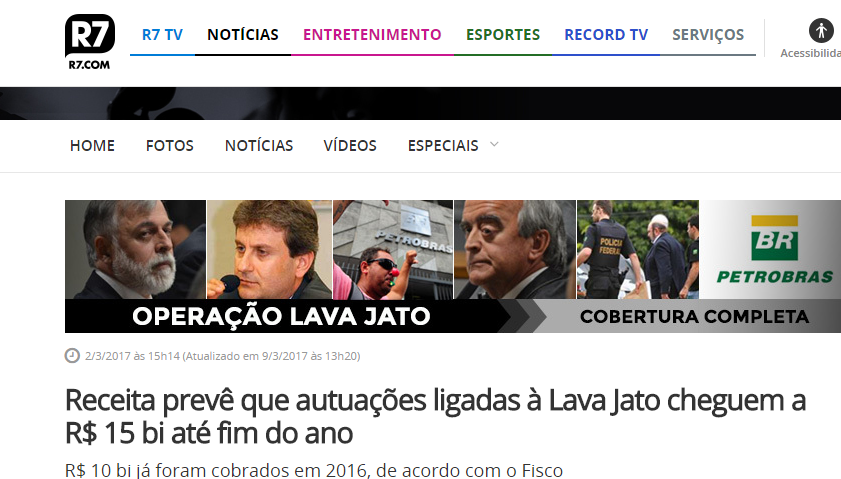 R7
R7.COM
R7 TV NOTÍCIAS ENTRETENIMENTO ESPORTES RECORD TV SERVIÇOS
Acessibilida
HOME FOTOS NOTÍCIAS VÍDEOS ESPECIAIS
PETROBRAS
POLICIA
FEDERAL
BR
PETROBRAS
OPERAÇÃO LAVA JATO COBERTURA COMPLETA
2/3/2017 às 15h14 (Atualizado em 9/3/2017 às 13h20)
Receita prevê que autuações ligadas à Lava Jato cheguem a
R$ 15 bi até fim do ano
R$ 10 bi já foram cobrados em 2016, de acordo com o Fisco